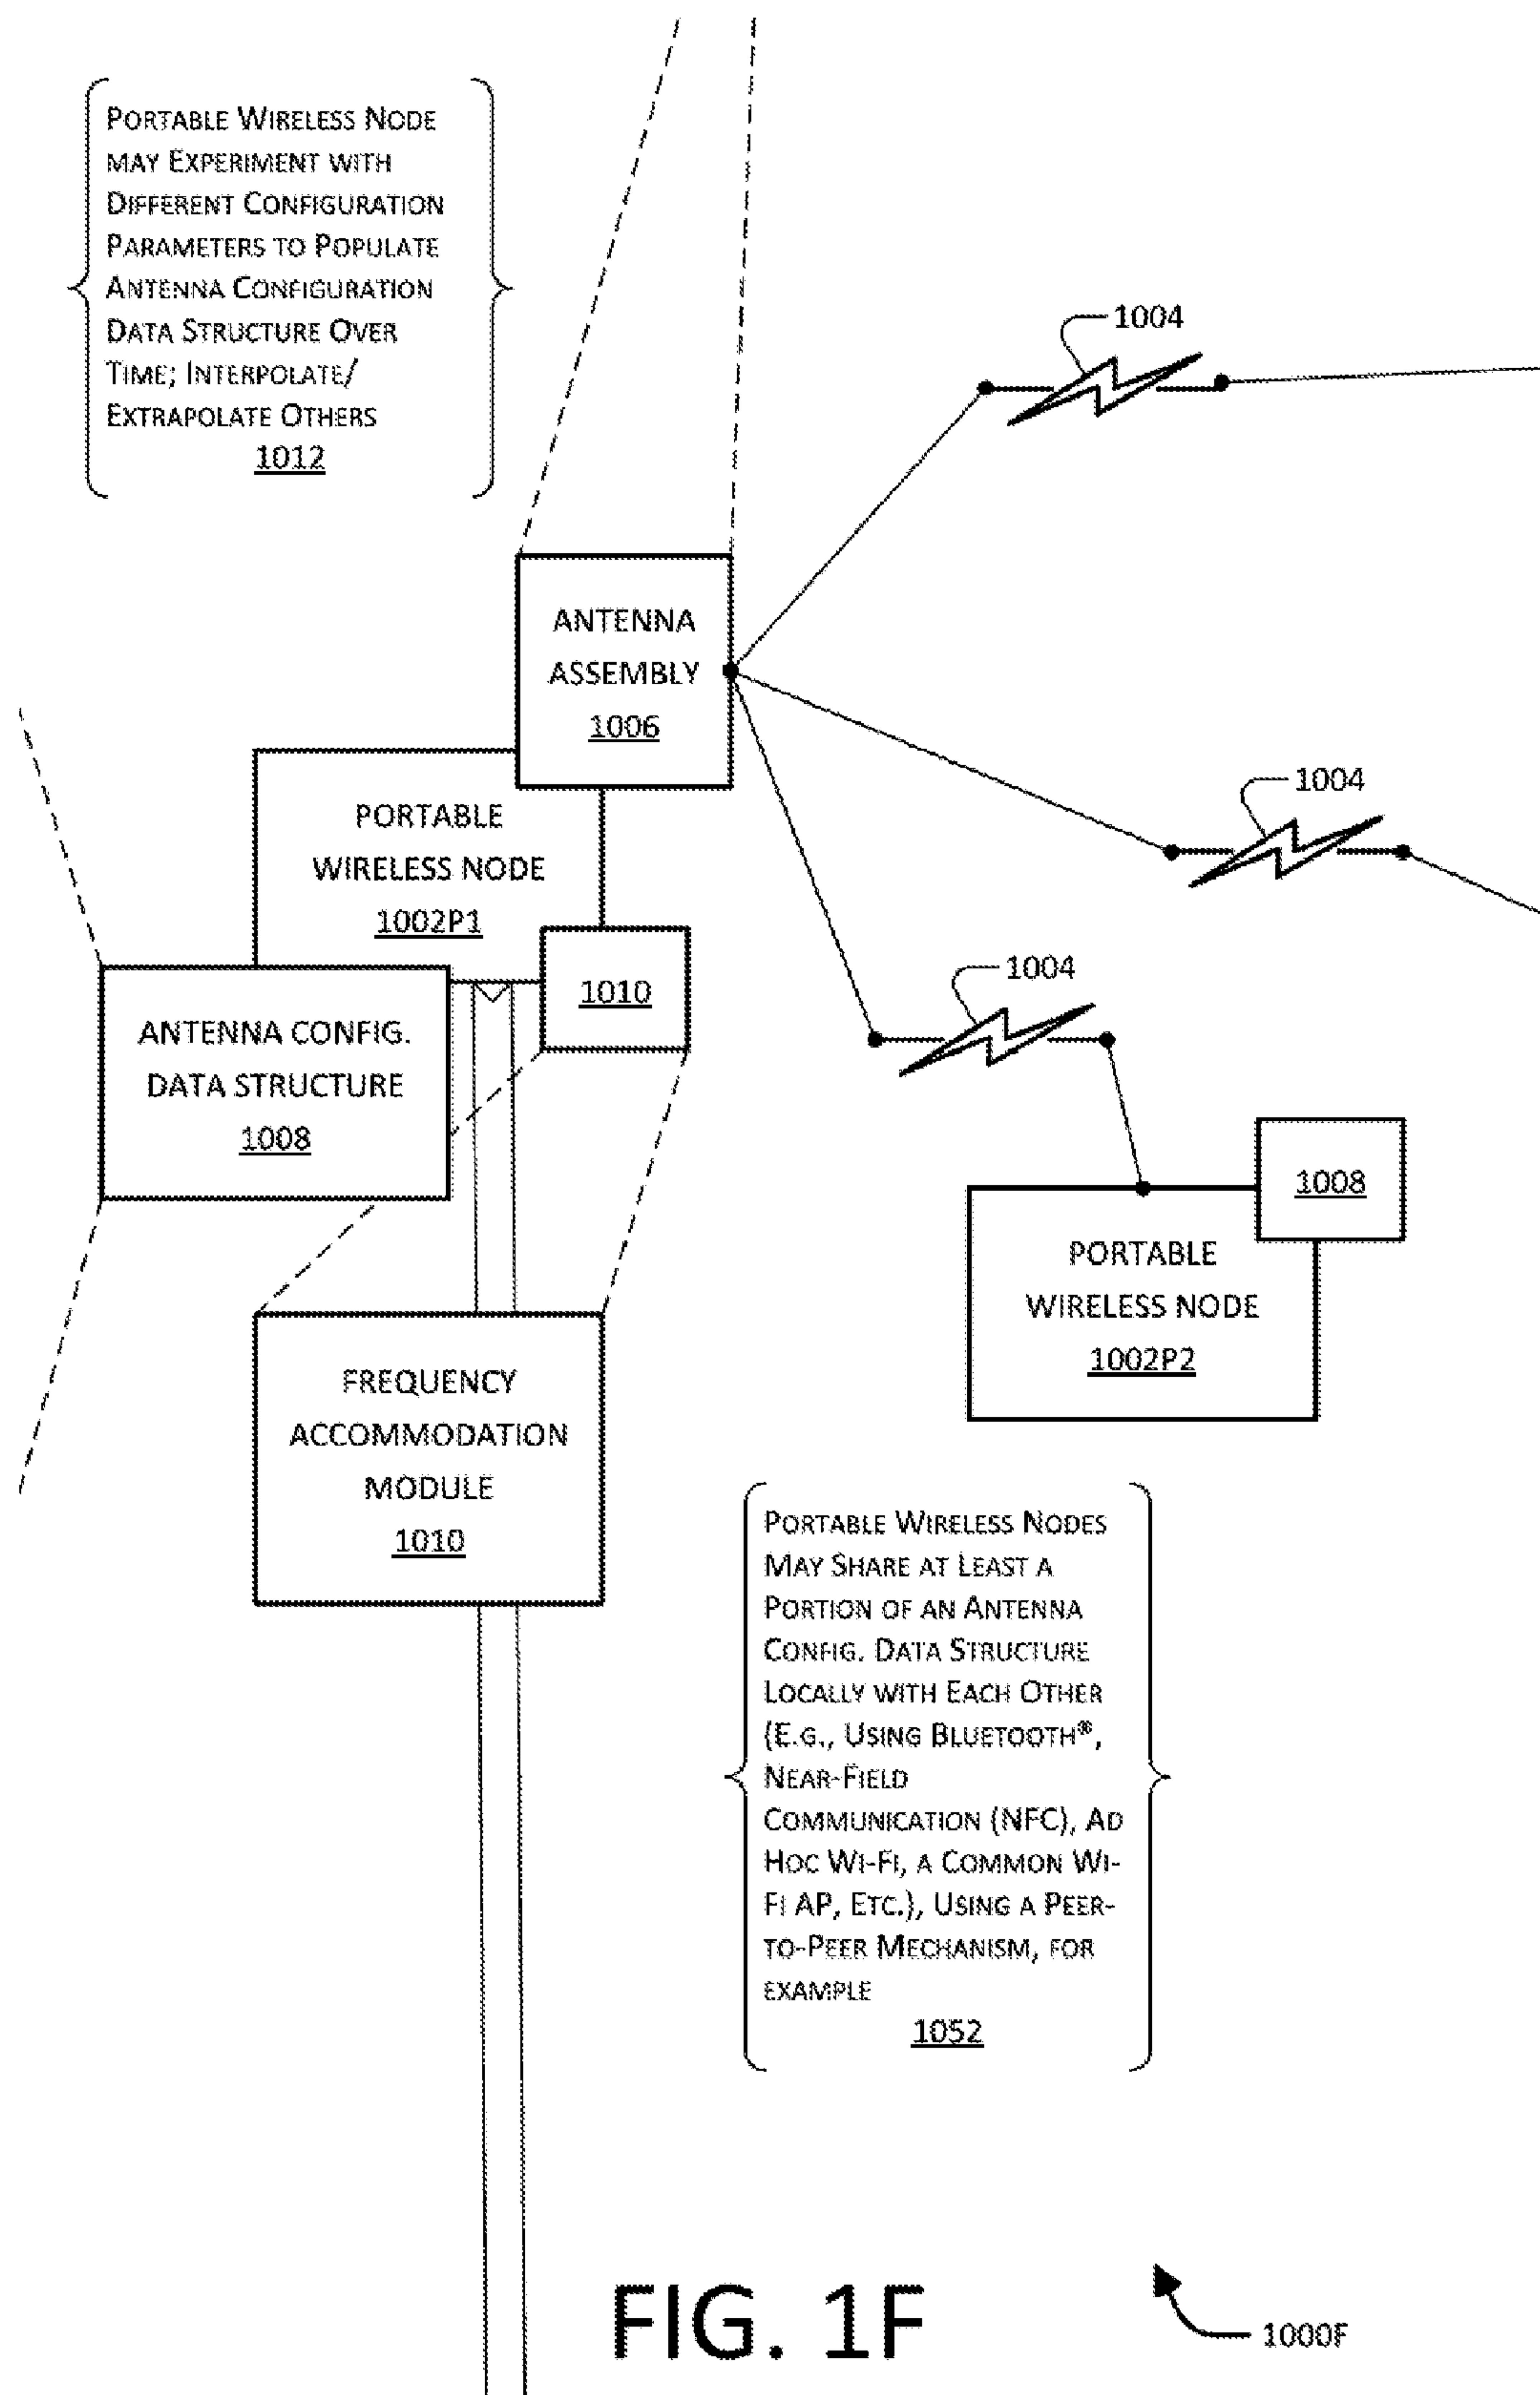 PORTABLE WIRELESS NODE
MAY EXPERIMENT WITH
DIFFERENT CONFIGURATION
PARAMETERS TO POPULATE
ANTENNA CONFIGURATION
DATA STRUCTURE OVER
TIME; INTERPOLATE/
EXTRAPOLATE OTHERS
1012
1004
ANTENNA
ASSEMBLY
1006
1004
PORTABLE
WIRELESS NODE
1002P1
1004
1010
ANTENNA CONFIG.
DATA STRUCTURE
1008
1008
PORTABLE
WIRELESS NODE
1002P2
FREQUENCY
ACCOMMODATION
MODULE
1010
PORTABLE WIRELESS NODES
MAY SHARE AT LEAST A
PORTION OF AN ANTENNA
CONFIG. DATA STRUCTURE
LOCALLY WITH EACH OTHER
(E.G., USING BLUETOOTH®,
NEAR-FIELD
COMMUNICATION (NFC), AD
HOC WI-FI, A COMMON WI-
FI AP, ETC.), USING A PEER-
TO-PEER MECHANISM, FOR
EXAMPLE
1052
FIG. 1F
1000F